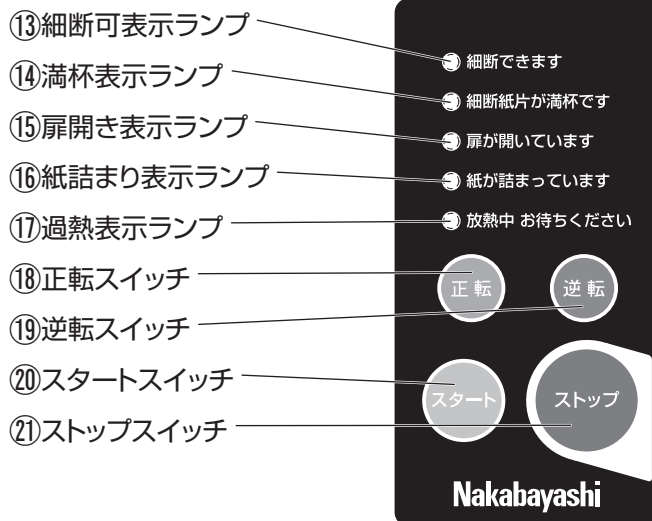 ⑬細断可表示ランプ
⑭満杯表示ランプ
⑮扉開き表示ランプ
⑯紙詰まり表示ランプ
⑰過熱表示ランプ
⑱正転スイッチ
⑲逆転スイッチ
⑳スタートスイッチ
㉑ストップスイッチ
細断できます
細断紙片が満杯です
扉が開いています
紙が詰まっています
放熱中 お待ちください
正 転
逆 転
スタート
ストップ
Nakabayashi